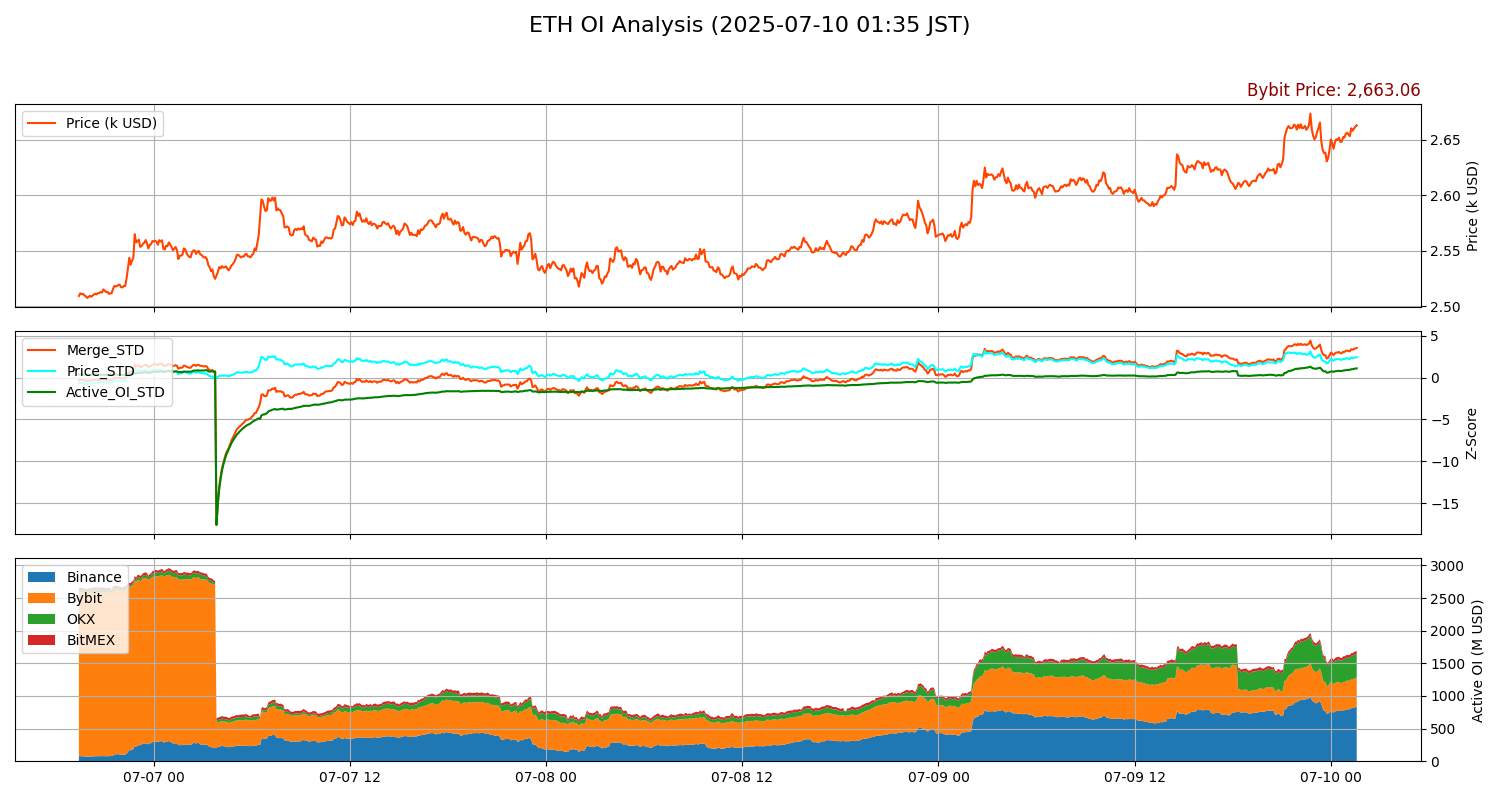 ETH OI Analysis (2025-07-10 01:35 JST)
Bybit Price: 2,663.06
Price (k USD)
2.65
2.60
2.55
2.50
Price (k USD)
Merge_STD
Price_STD
Active_OI_STD
5
0
−5
−10
−15
Z-Score
Binance
Bybit
OKX
BitMEX
3000
2500
2000
1500
1000
500
0
Active OI (M USD)
07-07 00
07-07 12
07-08 00
07-08 12
07-09 00
07-09 12
07-10 00